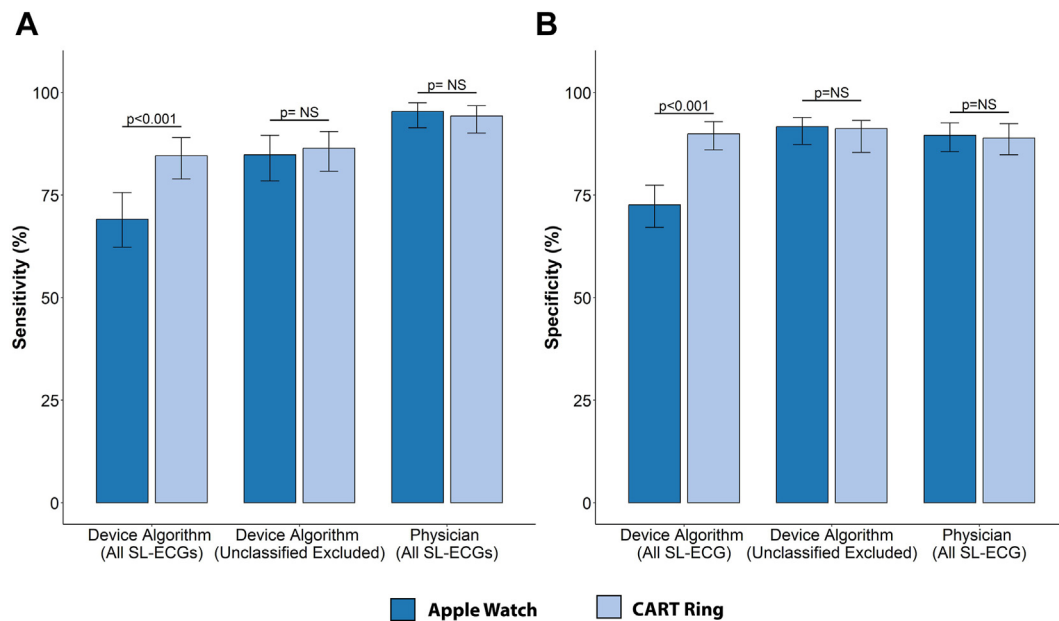 A
B
Sensitivity (%)
100
75
50
25
0
p<0.001
p= NS
p= NS
Device Algorithm
(All SL-ECGs)
Device Algorithm
(Unclassified Excluded)
Physician
(All SL-ECGs)
Specificity (%)
100
75
50
25
0
p<0.001
p=NS
p=NS
Device Algorithm
(All SL-ECG)
Device Algorithm
(Unclassified Excluded)
Physician
(All SL-ECG)
Apple Watch
CART Ring